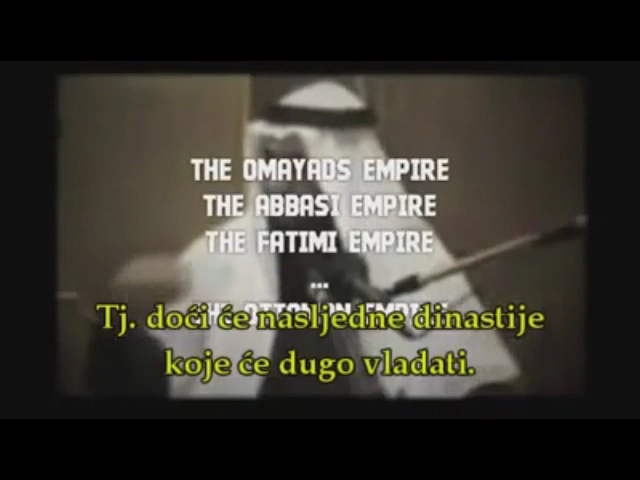 THE OMAYADS EMPIRE
THE ABBASI EMPIRE
THE FATIMI EMPIRE
...
Tj. doći će nasljedne dinastije
koje će dugo vladati.